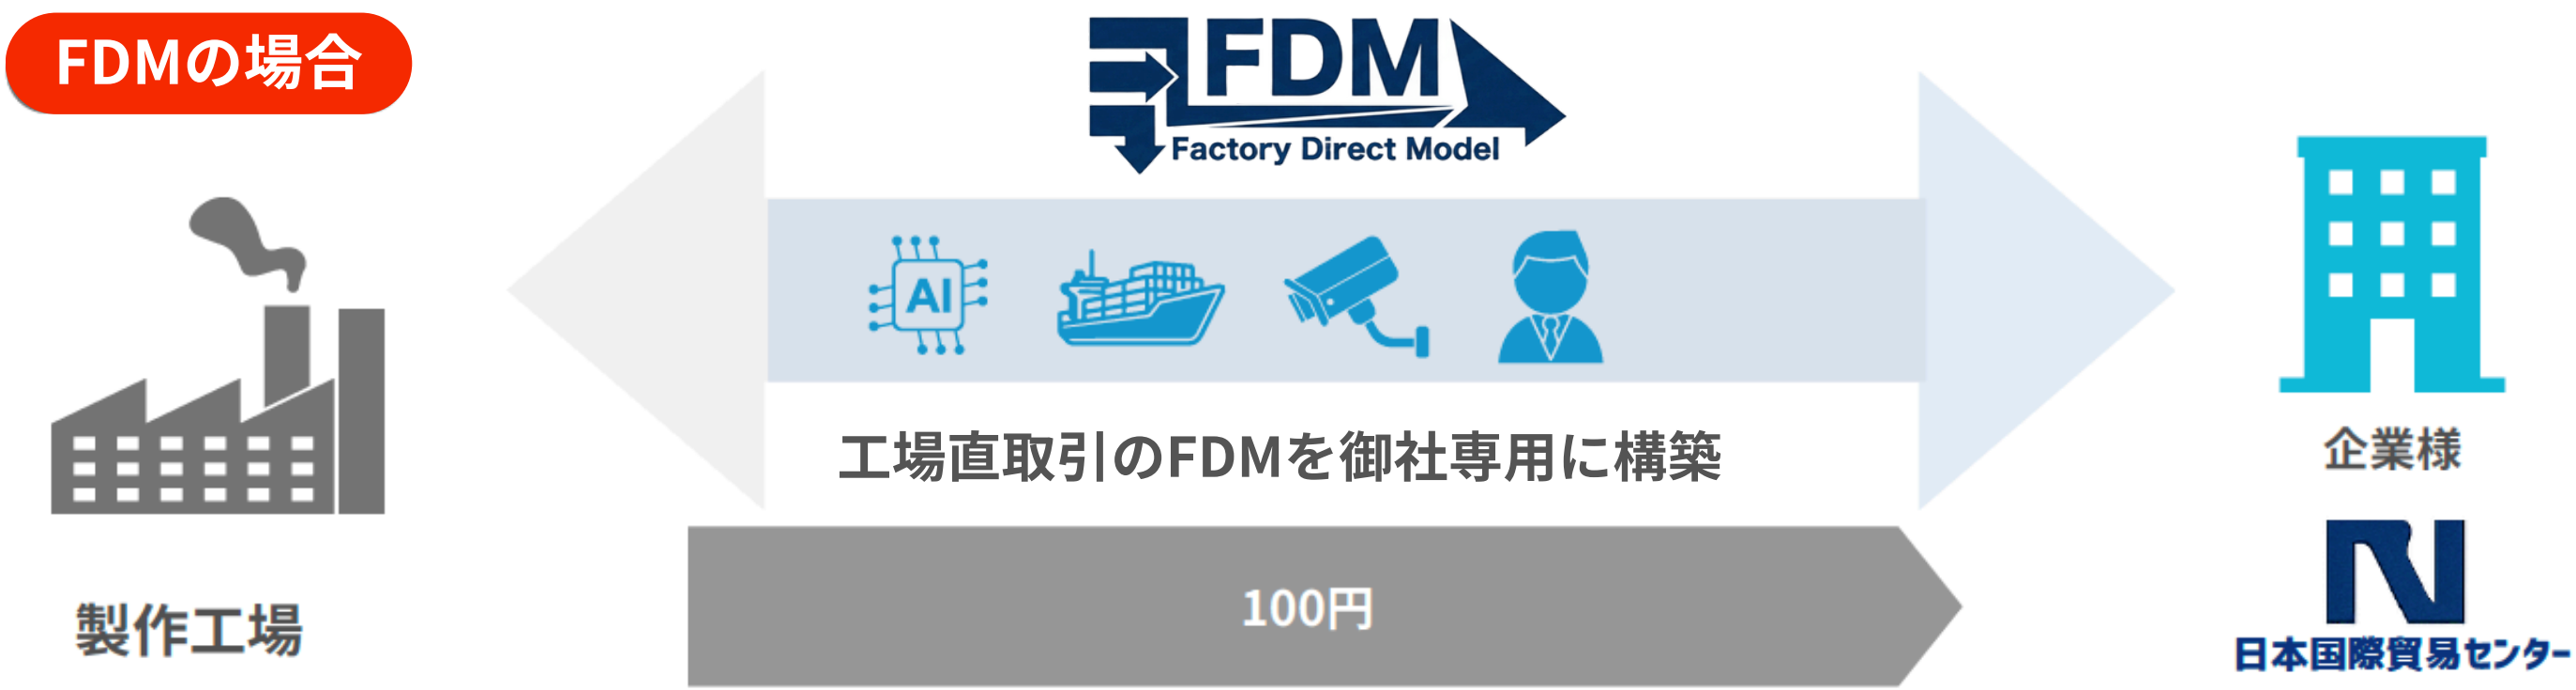 FDMの場合
FDM
Factory Direct Model
AI
工場直取引のFDMを御社専用に構築
企業様
100円
製作工場
日本国際貿易センター